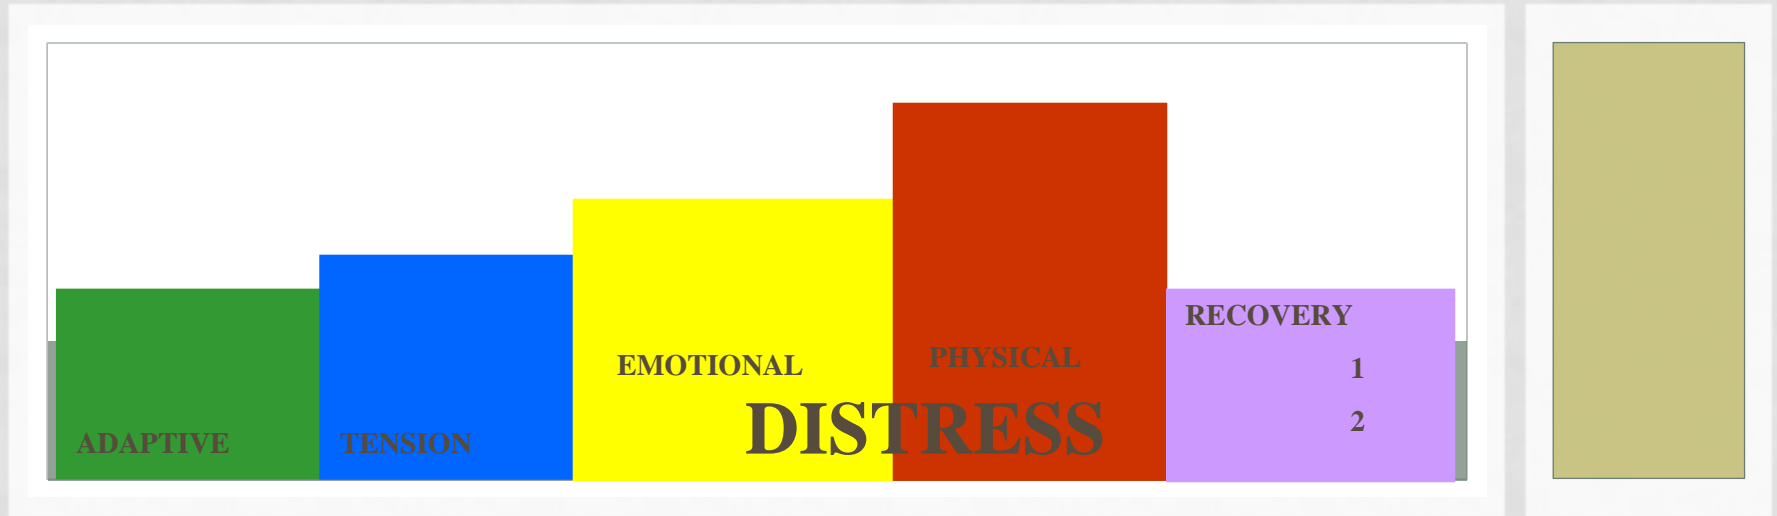 ADAPTIVE
TENSION
EMOTIONAL
PHYSICAL
DISTRESS
RECOVERY
1
2